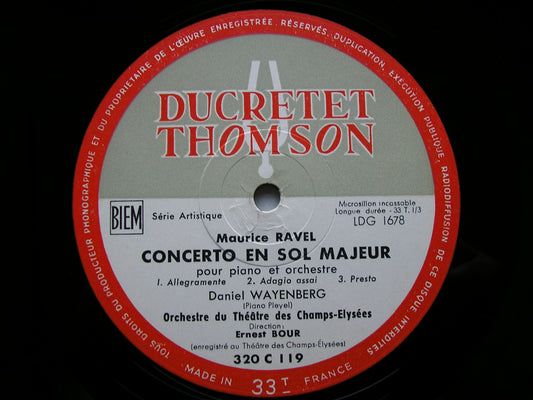 TOUS DROITS DU PRODUCTEUR PHONOGRAPHIQUE ET DU PROPRIETAIRE DE L'ŒUVRE ENREGISTRÉE, RÉSERVÉS, DUPLICATION, EXECUTION PUBLIQUE, RADIODIFFUSION DE CE DISQUE INTERDITES
DUCRETET
THOMSON
BIEM
Série Artistique
Microsillon incassable
Longue durée - 33 T. 1/3
LDG 1678
Maurice RAVEL
CONCERTO EN SOL MAJEUR
pour piano et orchestre
1. Allegramente 2. Adagio assai 3. Presto
Daniel WAYENBERG
(Piano Pleyel)
Orchestre du Théâtre des Champs-Elysées
Direction:
Ernest BOUR
(enregistré au Théâtre des Champs-Élysées)
320 C 119
MADE IN 33T FRANCE